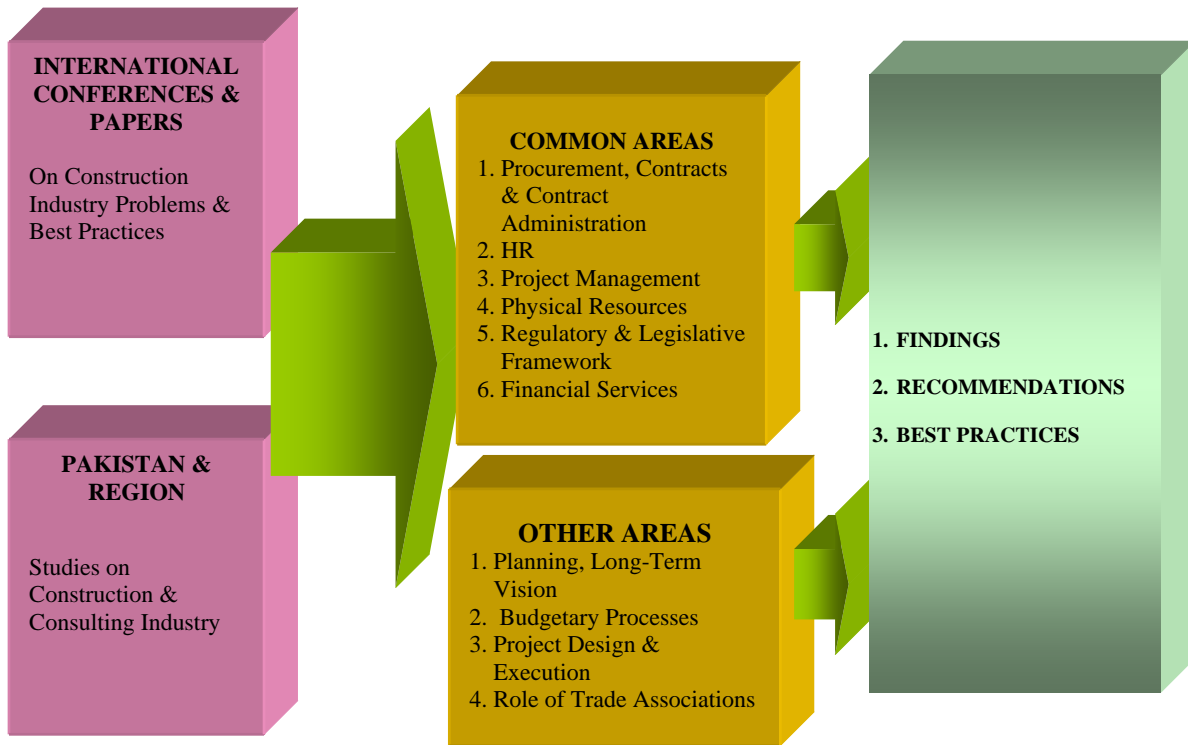 INTERNATIONAL
CONFERENCES &
PAPERS
On Construction
Industry Problems &
Best Practices
PAKISTAN &
REGION
Studies on
Construction &
Consulting Industry
COMMON AREAS
1. Procurement, Contracts
& Contract
Administration
2. HR
3. Project Management
4. Physical Resources
5. Regulatory & Legislative
Framework
6. Financial Services
OTHER AREAS
1. Planning, Long-Term
Vision
2. Budgetary Processes
3. Project Design &
Execution
4. Role of Trade Associations
1. FINDINGS
2. RECOMMENDATIONS
3. BEST PRACTICES